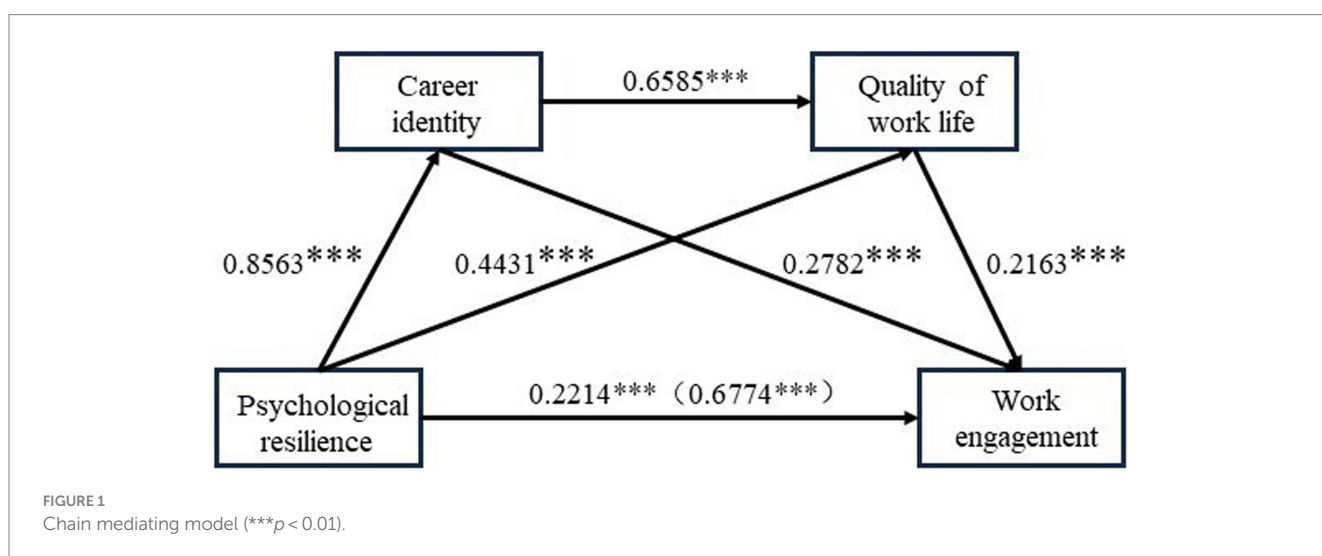 Career
identity
0.6585***
Quality of
work life
0.8563***
0.4431***
0.2782***
0.2163***
Psychological
resilience
0.2214***（0.6774***）
Work
engagement
FIGURE 1
Chain mediating model (***p < 0.01).